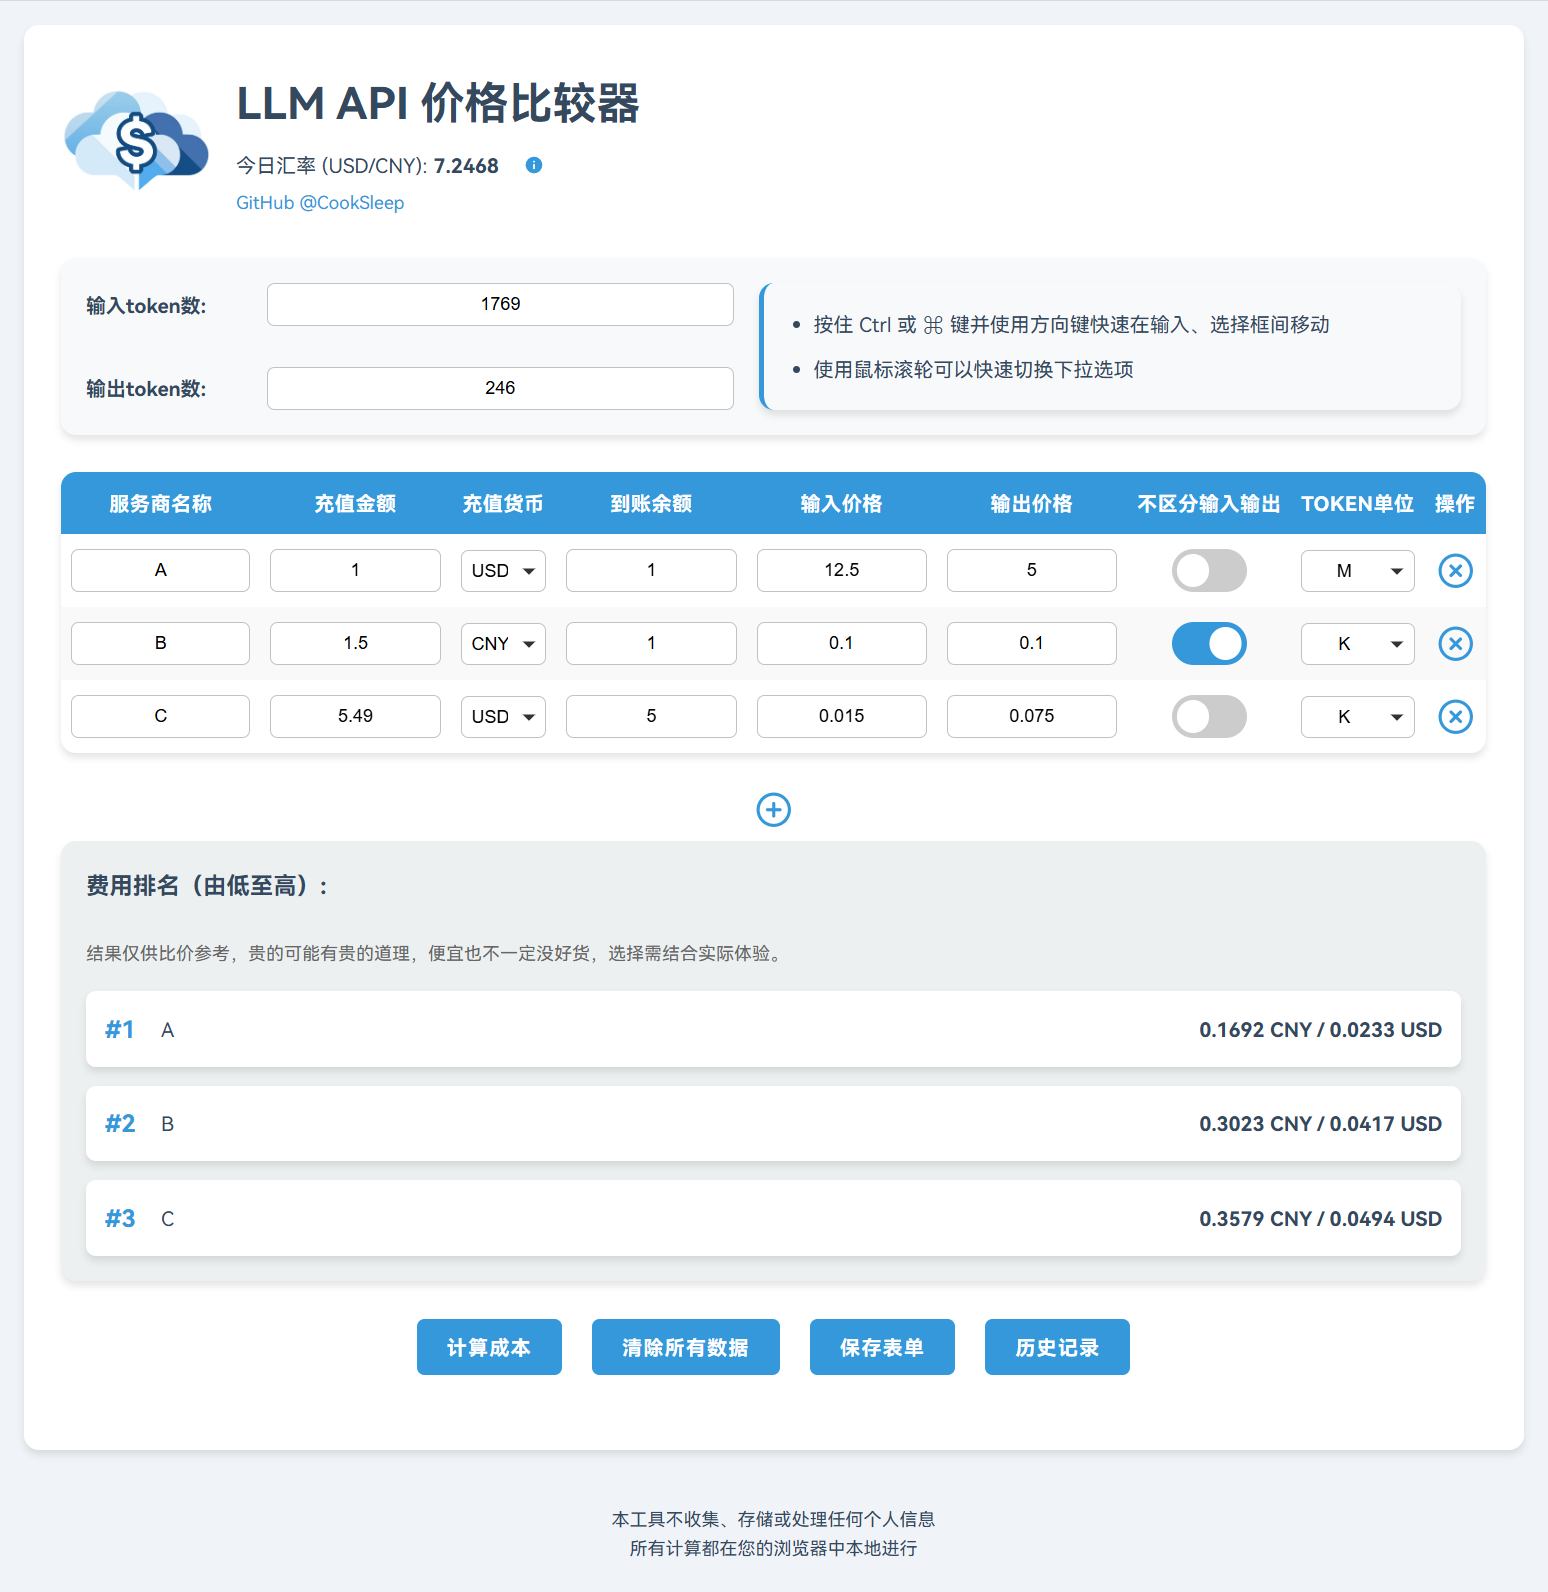 LLM API 价格比较器
今日汇率 (USD/CNY): 7.2468
GitHub @CookSleep
输入token数: 1769
输出token数: 246
按住 Ctrl 或 ⌘ 键并使用方向键快速在输入、选择框间移动
使用鼠标滚轮可以快速切换下拉选项
服务商名称 充值金额 充值货币 到账余额 输入价格 输出价格 不区分输入输出 TOKEN单位 操作
A 1 USD 1 12.5 5 M
B 1.5 CNY 1 0.1 0.1 K
C 5.49 USD 5 0.015 0.075 K
费用排名（由低至高）:
结果仅供比价参考，贵的可能有贵的道理，便宜也不一定没好货，选择需结合实际体验。
#1 A 0.1692 CNY / 0.0233 USD
#2 B 0.3023 CNY / 0.0417 USD
#3 C 0.3579 CNY / 0.0494 USD
计算成本 清除所有数据 保存表单 历史记录
本工具不收集、存储或处理任何个人信息
所有计算都在您的浏览器中本地进行